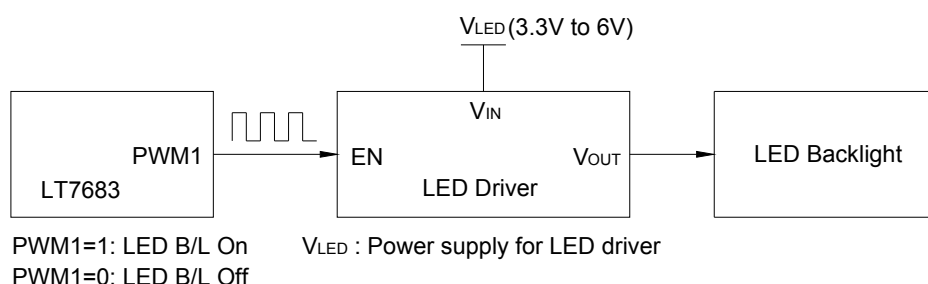 VLED (3.3V to 6V)
VIN
PWM1
EN
VOUT
LED Backlight
LT7683
LED Driver
PWM1=1: LED B/L On
VLED : Power supply for LED driver
PWM1=0: LED B/L Off